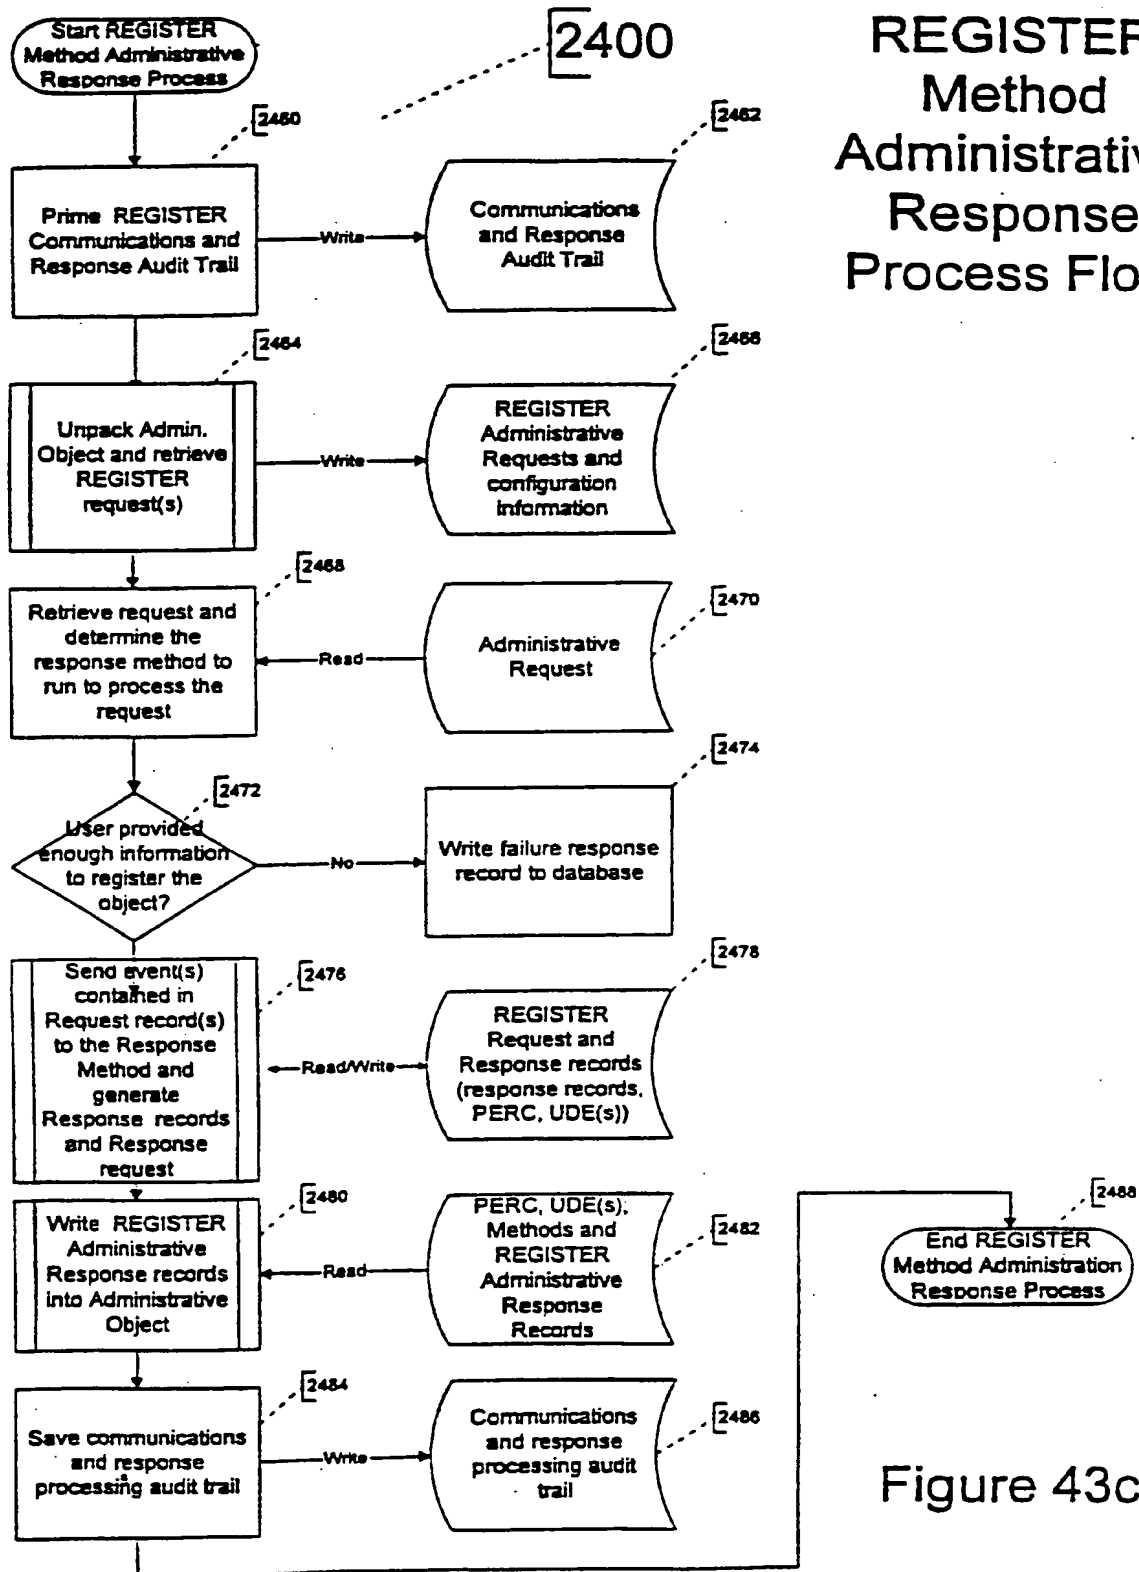 Start REGISTER
Method Administrative
Response Process
2400
REGISTER
Method
Administrativ
Response
Process Flo
2460
Prime REGISTER
Communications and
Response Audit Trail
Write
2462
Communications
and Response
Audit Trail
2464
Unpack Admin.
Object and retrieve
REGISTER
request(s)
Write
2466
REGISTER
Administrative
Requests and
configuration
information
2468
Retrieve request and
determine the
response method to
run to process the
request
Read
2470
Administrative
Request
2472
User provided
enough information
to register the
object?
No
2474
Write failure response
record to database
2476
Send event(s)
contained in
Request record(s)
to the Response
Method and
generate
Response records
and Response
request
Read/Write
2478
REGISTER
Request and
Response records
(response records,
PERC, UDE(s))
2480
Write REGISTER
Administrative
Response records
into Administrative
Object
Read
2482
PERC, UDE(s);
Methods and
REGISTER
Administrative
Response
Records
2484
Save communications
and response
processing audit trail
Write
2486
Communications
and response
processing audit
trail
2488
End REGISTER
Method Administration
Response Process
Figure 43c